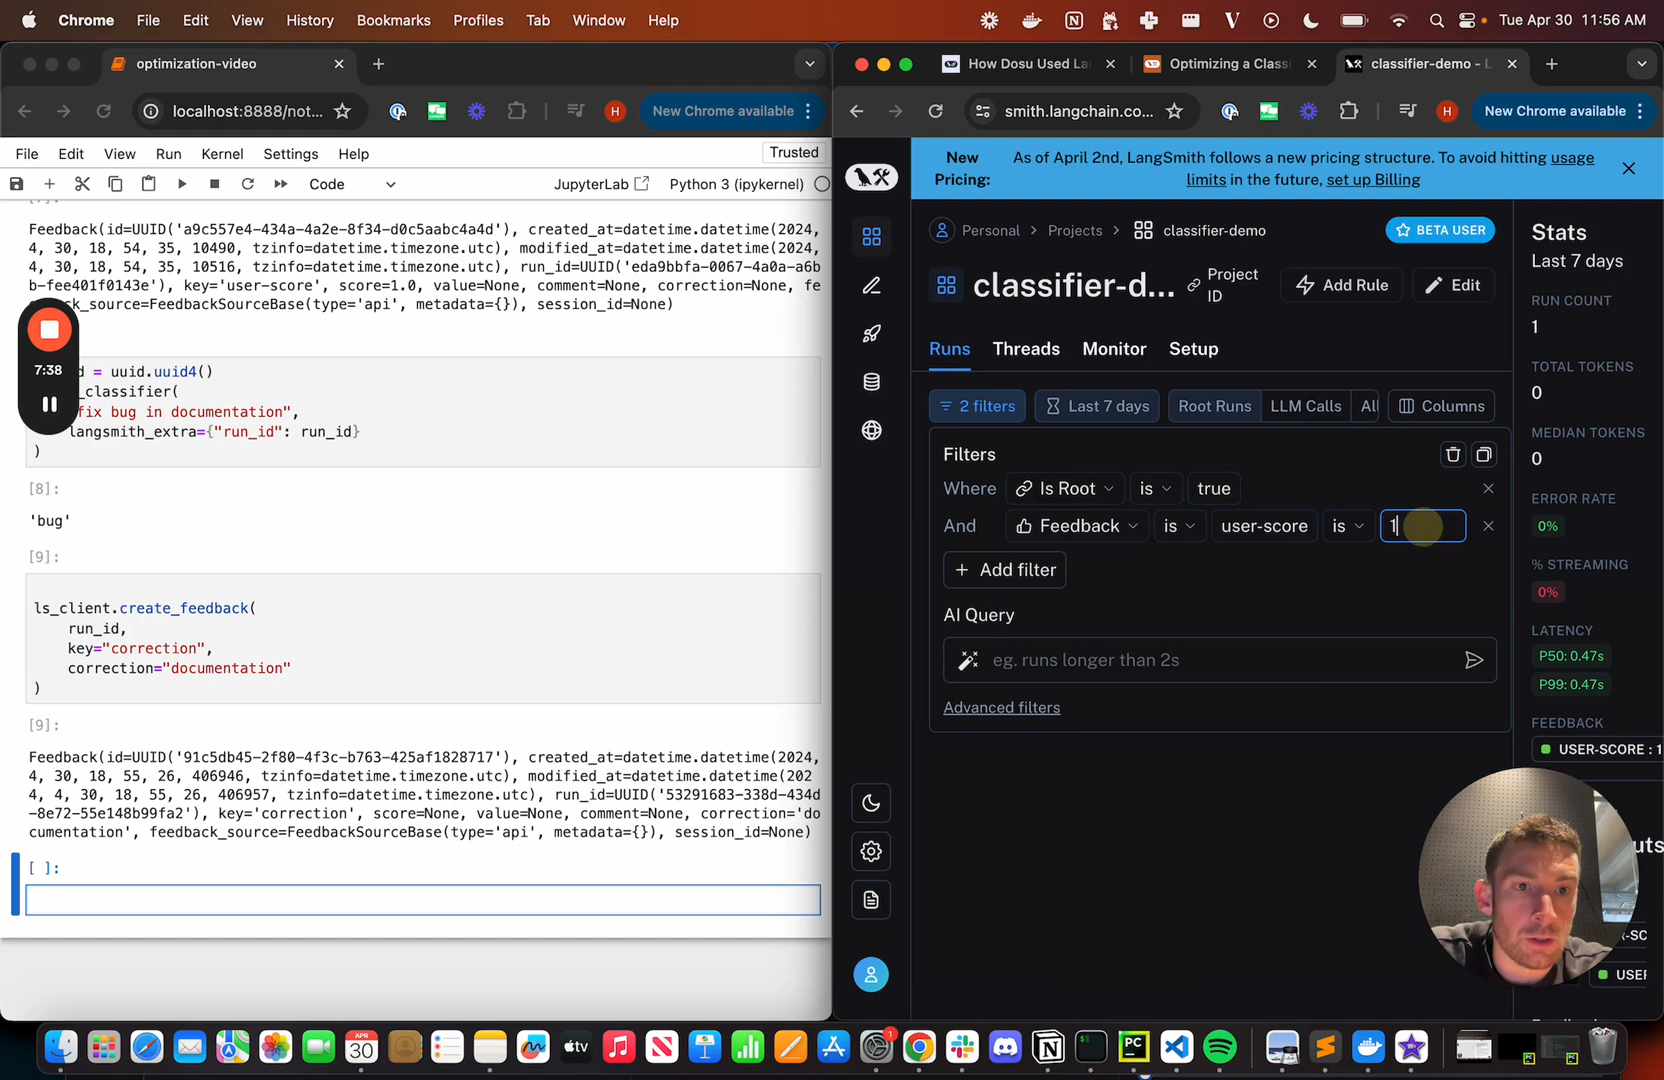 Chrome File Edit View History Bookmarks Profiles Tab Window Help
Tue Apr 30 11:56 AM
optimization-video
localhost:8888/not...
New Chrome available
File Edit View Run Kernel Settings Help
Trusted
Code
JupyterLab
Python 3 (ipykernel)
Feedback(id=UUID('a9c557e4-434a-4a2e-8f34-d0c5aabc4a4d'), created_at=datetime.datetime(2024,
4, 30, 18, 54, 35, 10490, tzinfo=datetime.timezone.utc), modified_at=datetime.datetime(2024,
4, 30, 18, 54, 35, 10516, tzinfo=datetime.timezone.utc), run_id=UUID('eda9bbfa-0067-4a0a-a6b
b-fee401f0143e'), key='user-score', score=1.0, value=None, comment=None, correction=None, fe
ck_source=FeedbackSourceBase(type='api', metadata={}), session_id=None)
7:38
d = uuid.uuid4()
_classifier(
fix bug in documentation",
langsmith_extra={"run_id": run_id}
)
[8]:
'bug'
[9]:
ls_client.create_feedback(
run_id,
key="correction",
correction="documentation"
)
[9]:
Feedback(id=UUID('91c5db45-2f80-4f3c-b763-425af1828717'), created_at=datetime.datetime(2024,
4, 30, 18, 55, 26, 406946, tzinfo=datetime.timezone.utc), modified_at=datetime.datetime(202
4, 4, 30, 18, 55, 26, 406957, tzinfo=datetime.timezone.utc), run_id=UUID('53291683-338d-434d
-8e72-55e148b99fa2'), key='correction', score=None, value=None, comment=None, correction='do
cumentation', feedback_source=FeedbackSourceBase(type='api', metadata={}), session_id=None)
[ ]:
How Dosu Used La
Optimizing a Classi
classifier-demo - L
smith.langchain.co...
New Chrome available
New Pricing:
As of April 2nd, LangSmith follows a new pricing structure. To avoid hitting usage
limits in the future, set up Billing
Personal > Projects > classifier-demo
BETA USER
classifier-d...
Project ID
Add Rule
Edit
Runs Threads Monitor Setup
2 filters
Last 7 days
Root Runs
LLM Calls
All
Columns
Filters
Where Is Root is true
And Feedback is user-score is 1
+ Add filter
AI Query
eg. runs longer than 2s
Advanced filters
Stats
Last 7 days
RUN COUNT
1
TOTAL TOKENS
0
MEDIAN TOKENS
0
ERROR RATE
0%
% STREAMING
0%
LATENCY
P50: 0.47s
P99: 0.47s
FEEDBACK
USER-SCORE : 1
USER
APR
30
tv
PC
1